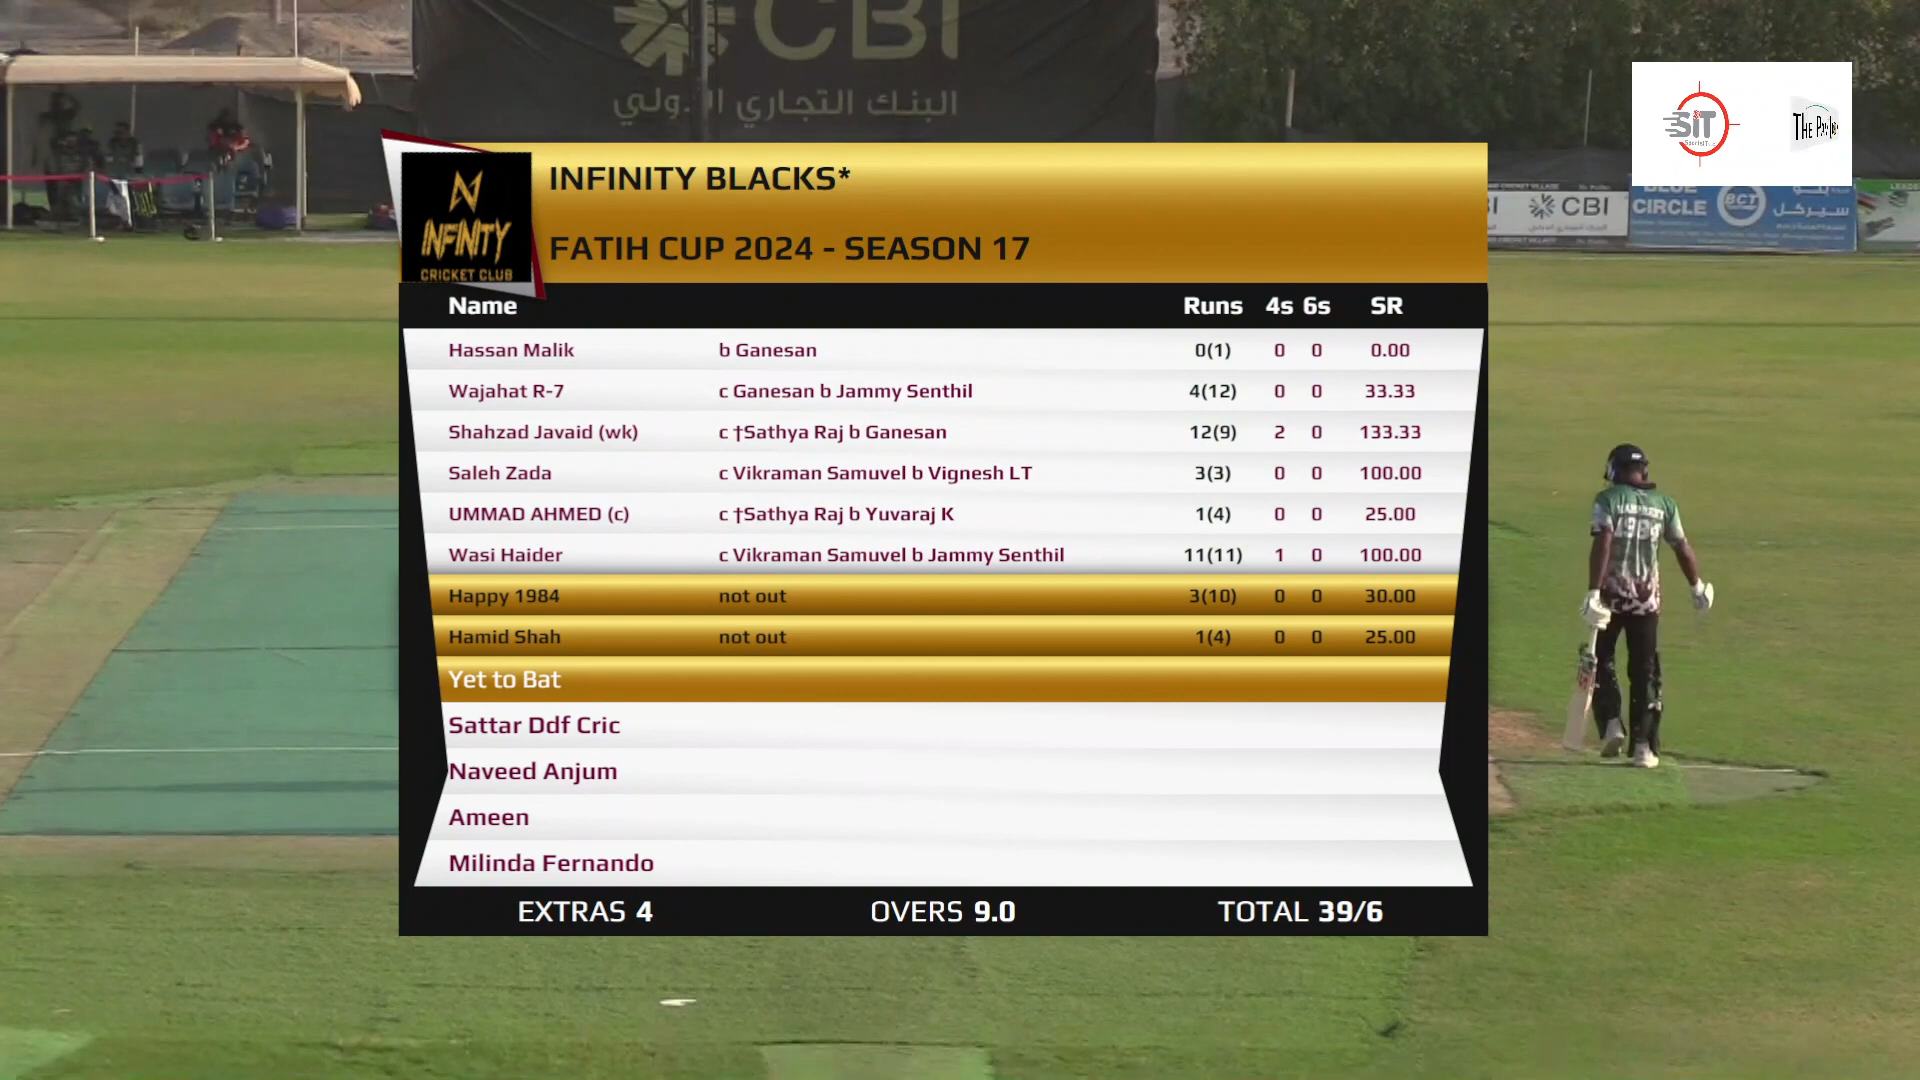 CBI
البنك التجاري الدولي
SiT
INFINITY
CRICKET CLUB
INFINITY BLACKS*
FATIH CUP 2024 - SEASON 17
CBI
BLUE
CIRCLE
BCT
بلو
سيركل
Name Runs 4s 6s SR
Hassan Malik b Ganesan 0(1) 0 0 0.00
Wajahat R-7 c Ganesan b Jammy Senthil 4(12) 0 0 33.33
Shahzad Javaid (wk) c †Sathya Raj b Ganesan 12(9) 2 0 133.33
Saleh Zada c Vikraman Samuvel b Vignesh LT 3(3) 0 0 100.00
UMMAD AHMED (c) c †Sathya Raj b Yuvaraj K 1(4) 0 0 25.00
Wasi Haider c Vikraman Samuvel b Jammy Senthil 11(11) 1 0 100.00
Happy 1984 not out 3(10) 0 0 30.00
Hamid Shah not out 1(4) 0 0 25.00
Yet to Bat
Sattar Ddf Cric
Naveed Anjum
Ameen
Milinda Fernando
EXTRAS 4 OVERS 9.0 TOTAL 39/6
1984